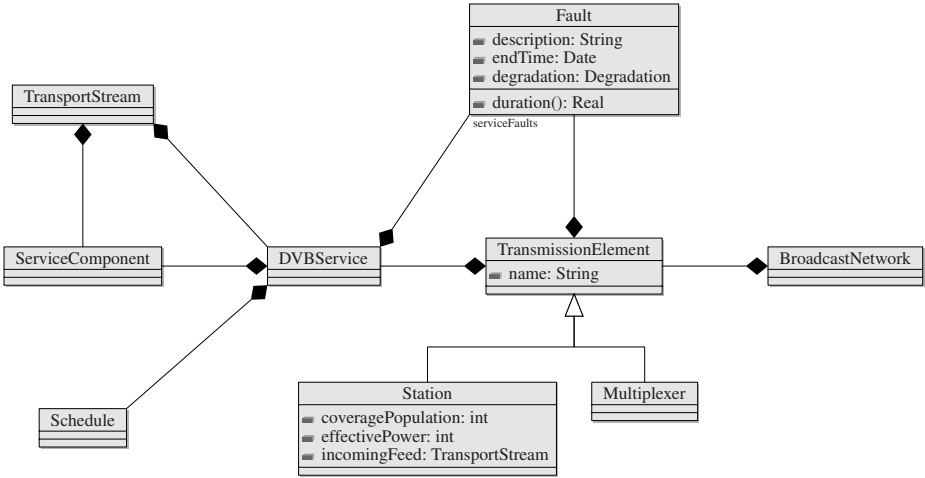 Fault
description: String
endTime: Date
degradation: Degradation
duration(): Real
serviceFaults
TransportStream
ServiceComponent
DVBService
TransmissionElement
name: String
BroadcastNetwork
Schedule
Station
coveragePopulation: int
effectivePower: int
incomingFeed: TransportStream
Multiplexer